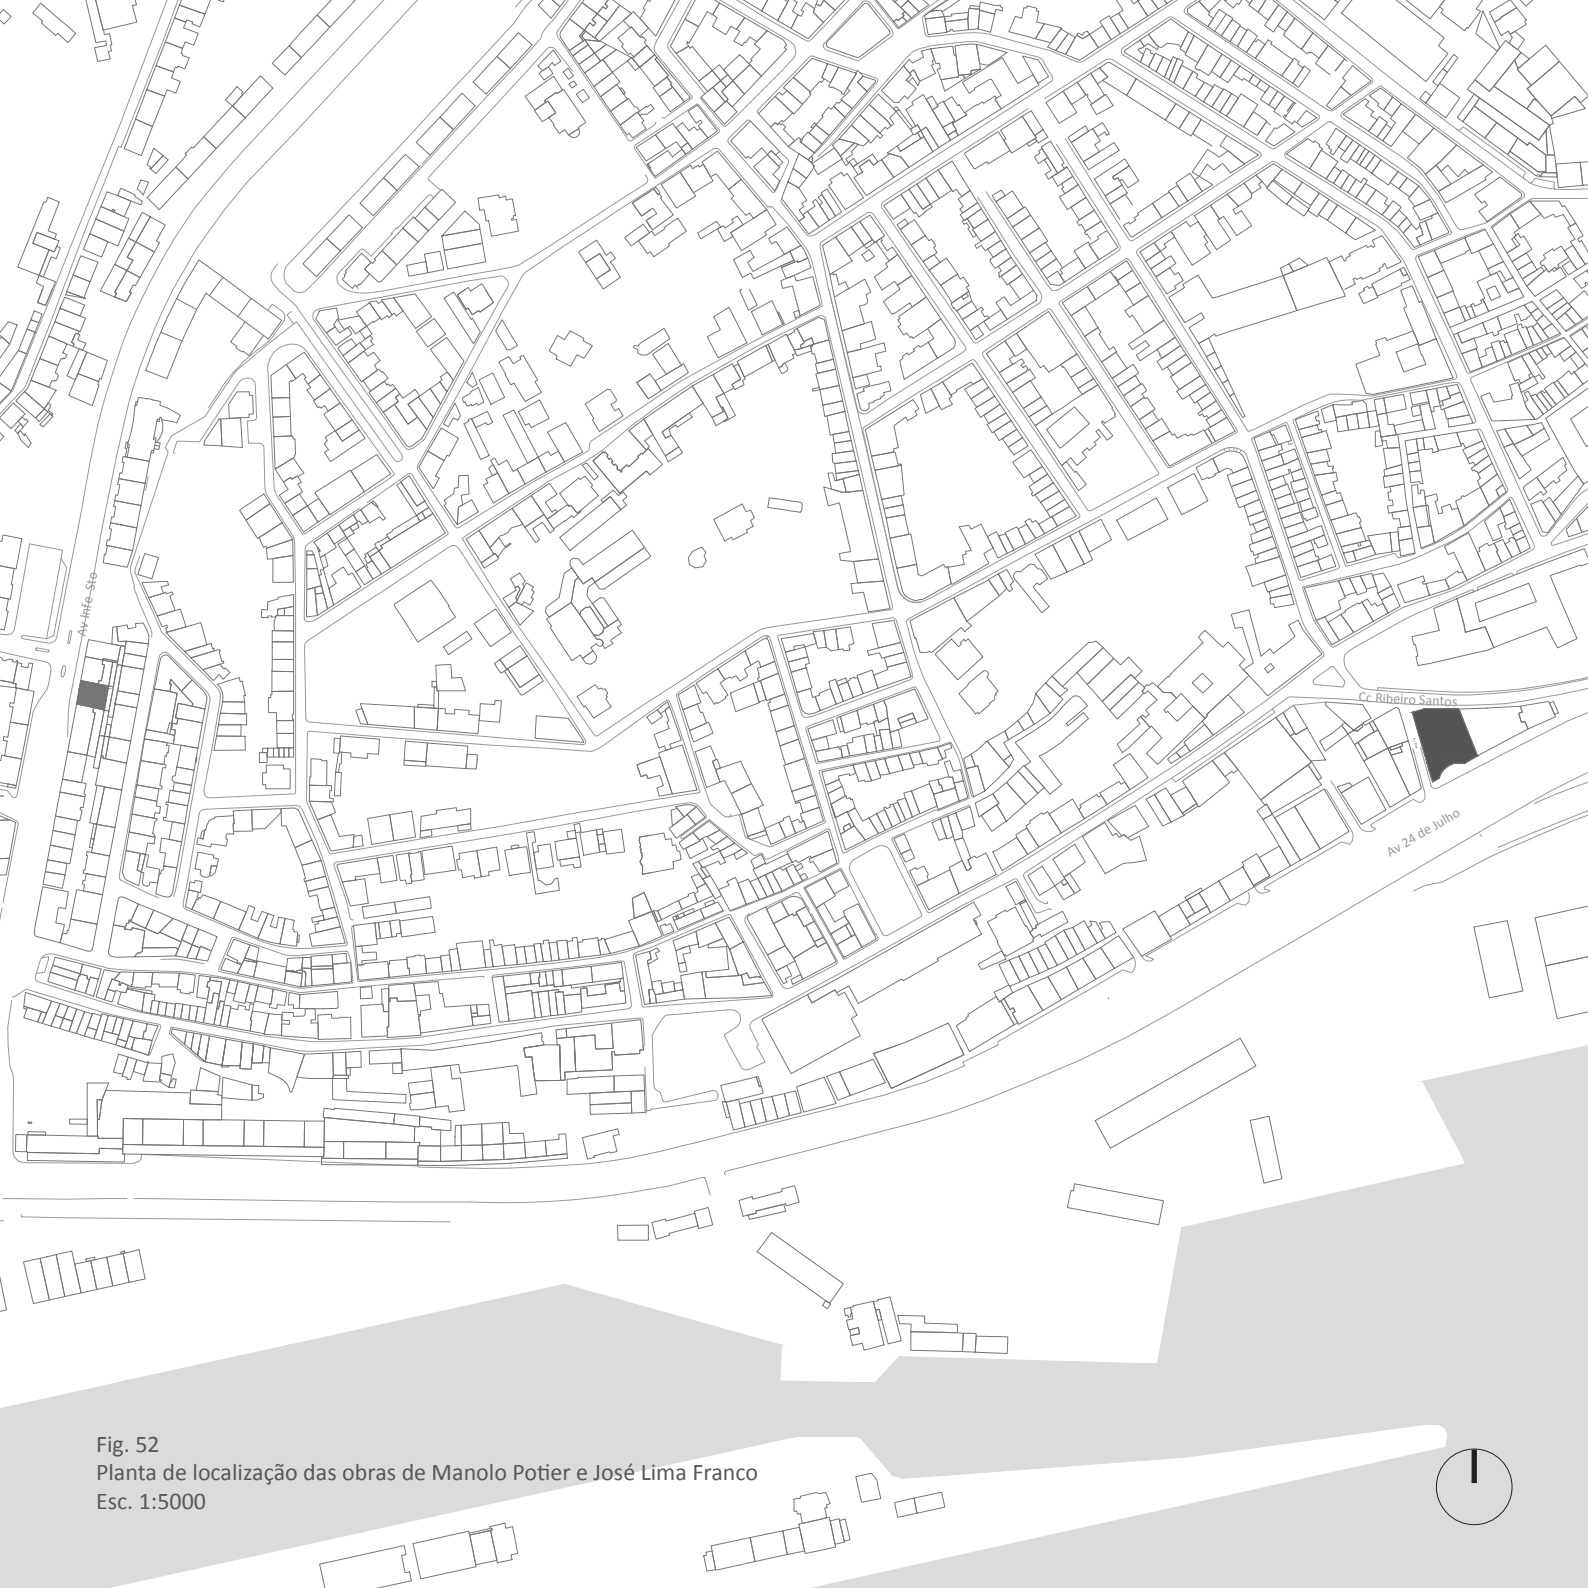 Av Infe Sto
Cc Ribeiro Santos
Av 24 de Julho
Fig. 52
Planta de localização das obras de Manolo Potier e José Lima Franco
Esc. 1:5000